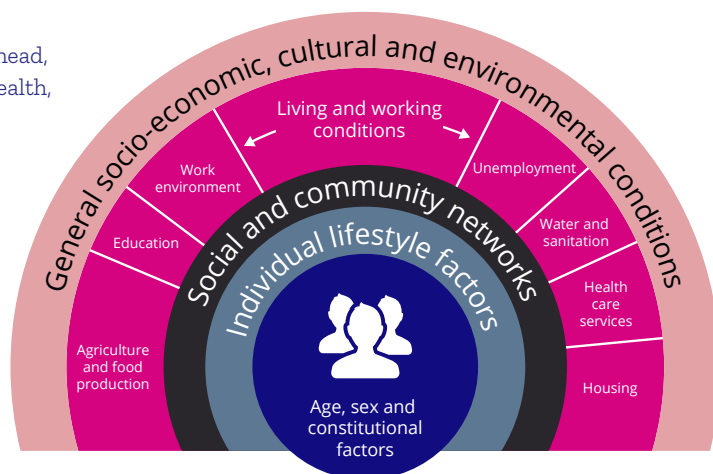 head,
ealth,
General socio-economic, cultural and environmental conditions
Living and working
conditions
Work
environment
Unemployment
Education
Water and
sanitation
Health
care
services
Agriculture
and food
production
Housing
Social and community networks
Individual lifestyle factors
Age, sex and
constitutional
factors